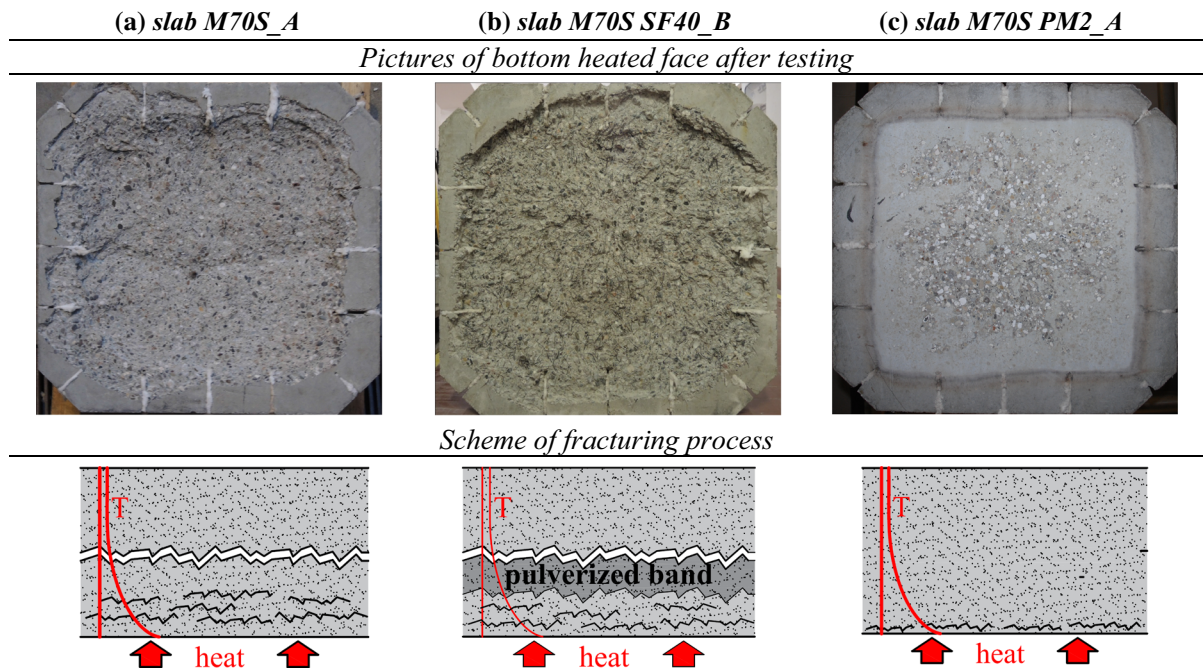 (a) slab M70S_A
(b) slab M70S SF40_B
(c) slab M70S PM2_A
Pictures of bottom heated face after testing
Scheme of fracturing process
T
heat
T
pulverized band
heat
T
heat